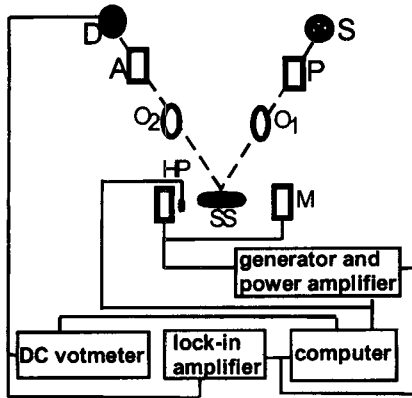 D
S
A
P
O2
O1
HP
SS
M
generator and
power amplifier
DC votmeter
lock-in
amplifier
computer